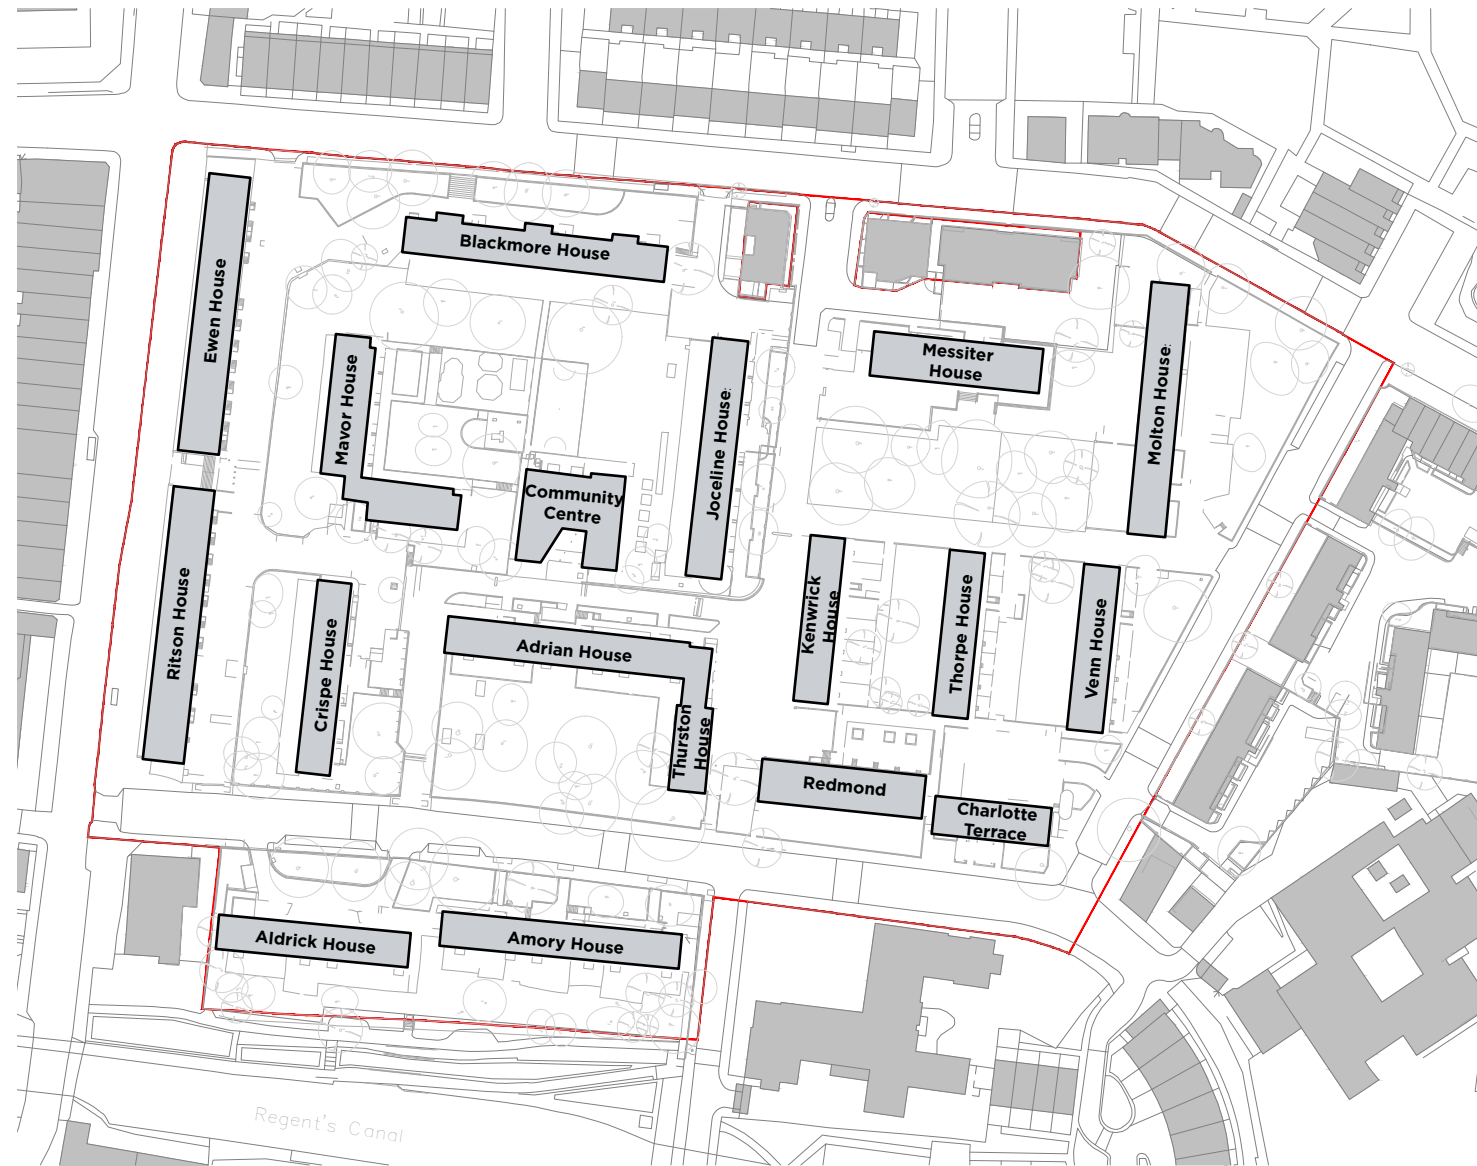 Blackmore House
Ewen House
Mavor House
Messiter
House
Molton House:
Joceline House:
Community
Centre
Ritson House
Crispe House
Adrian House
Thurston
House
Kenwrick
House
Thorpe House
Venn House
Redmond
Charlotte
Terrace
Aldrick House
Amory House
Regent's Canal